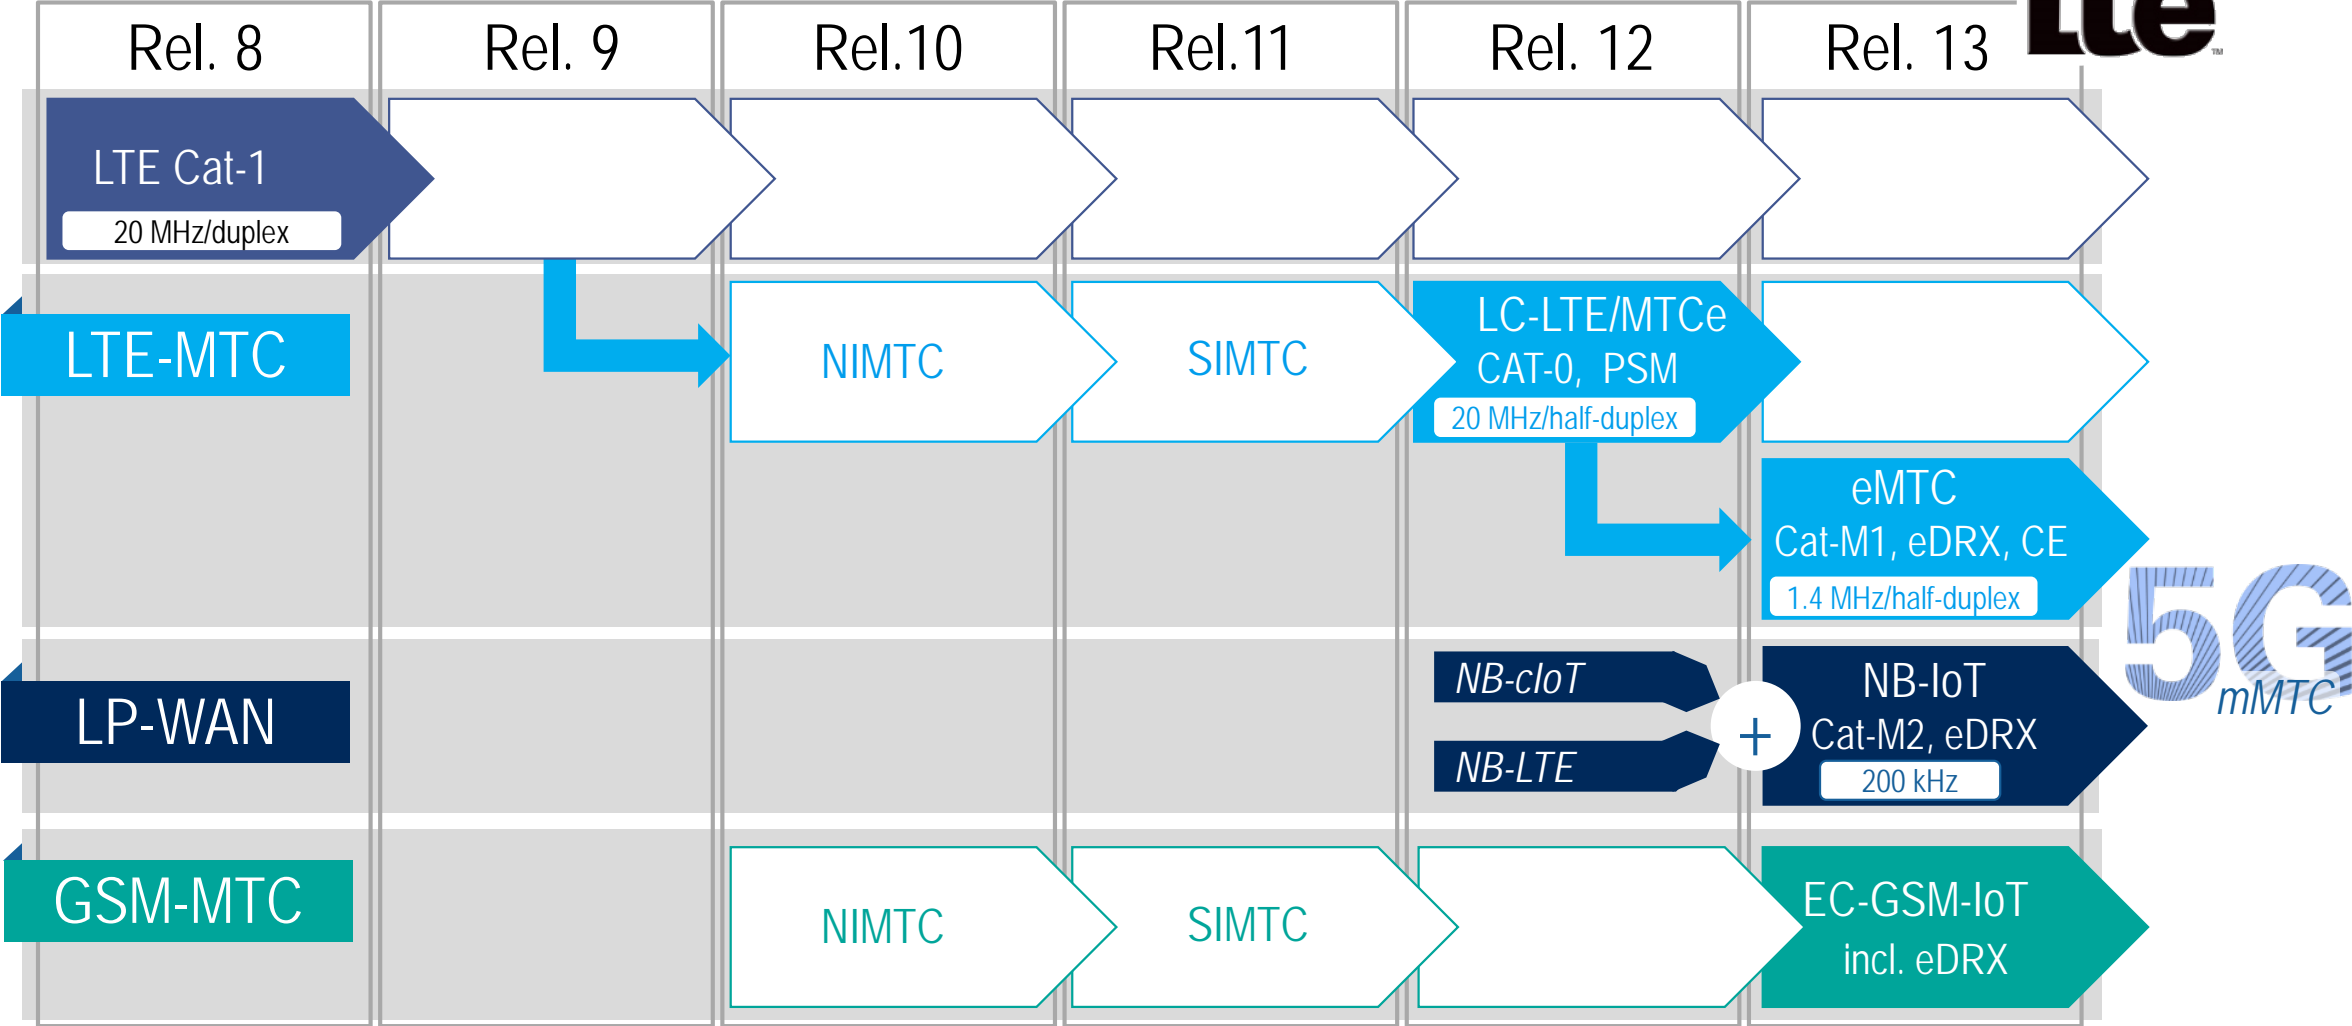 Rel. 8
Rel. 9
Rel.10
Rel.11
Rel. 12
Rel. 13
Lte
TM
LTE Cat-1
20 MHz/duplex
LTE-MTC
NIMTC
SIMTC
LC-LTE/MTCe
CAT-0, PSM
20 MHz/half-duplex
eMTC
Cat-M1, eDRX, CE
1.4 MHz/half-duplex
5G
mMTC
LP-WAN
NB-cIoT
NB-LTE
+
NB-IoT
Cat-M2, eDRX
200 kHz
GSM-MTC
NIMTC
SIMTC
EC-GSM-IoT
incl. eDRX